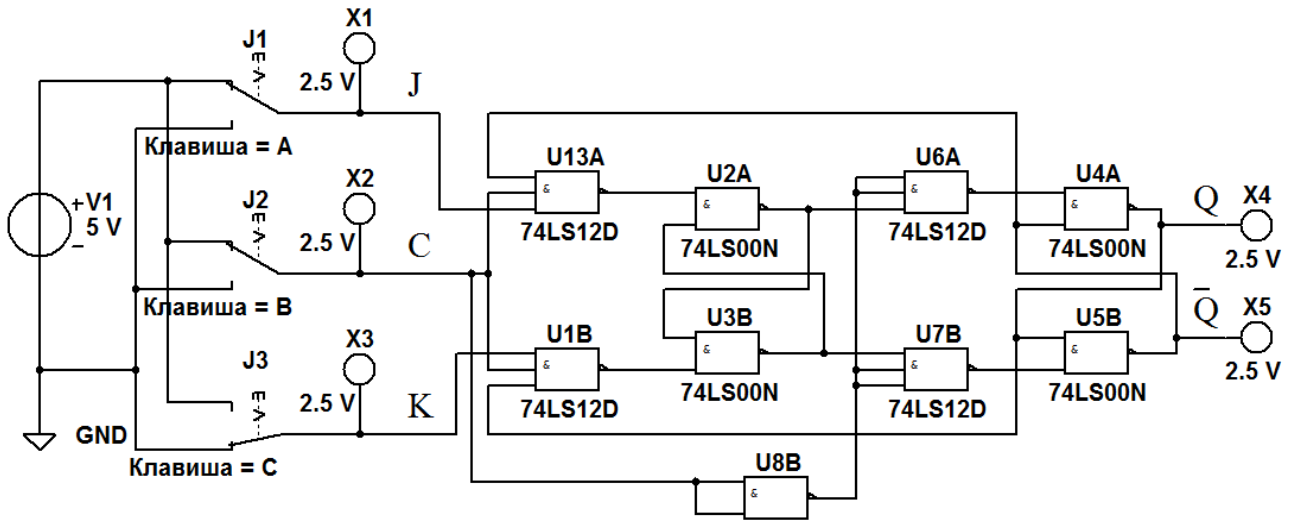 X1
J1
2.5 V
J
Клавиша = A
U13A
&
74LS12D
U2A
&
74LS00N
U6A
&
74LS12D
U4A
&
74LS00N
+
V1
5 V
−
X2
J2
2.5 V
C
Клавиша = B
Q
X4
2.5 V
X3
J3
2.5 V
K
U1B
&
74LS12D
U3B
&
74LS00N
U7B
&
74LS12D
U5B
&
74LS00N
Q̅
X5
2.5 V
GND
Клавиша = C
U8B
&